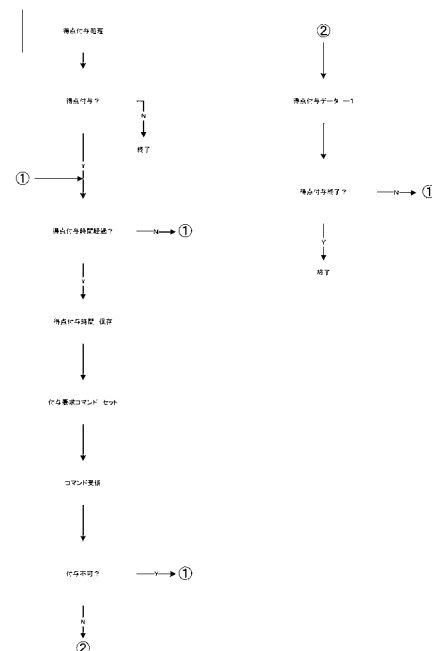 得点付与処理
得点付与?
N
終了
Y
①
得点付与時間経過?
N
①
Y
得点付与時間 保存
付与要求コマンド セット
コマンド受信
付与不可?
Y
①
N
②
②
得点付与データ ー1
得点付与終了?
N
①
Y
終了